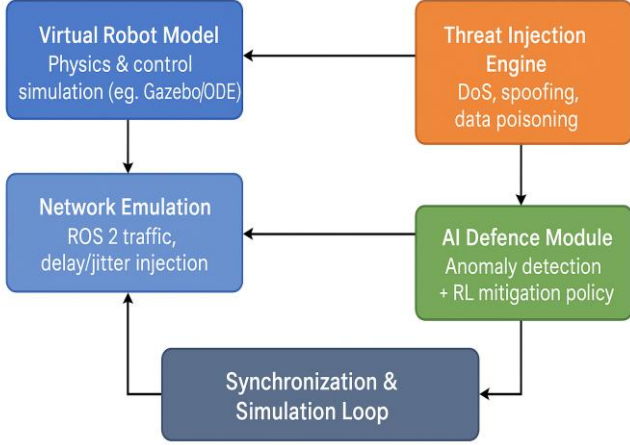 Virtual Robot Model
Physics & control
simulation (eg. Gazebo/ODE)
Threat Injection
Engine
DoS, spoofing,
data poisoning
Network Emulation
ROS 2 traffic,
delay/jitter injection
AI Defence Module
Anomaly detection
+ RL mitigation policy
Synchronization &
Simulation Loop